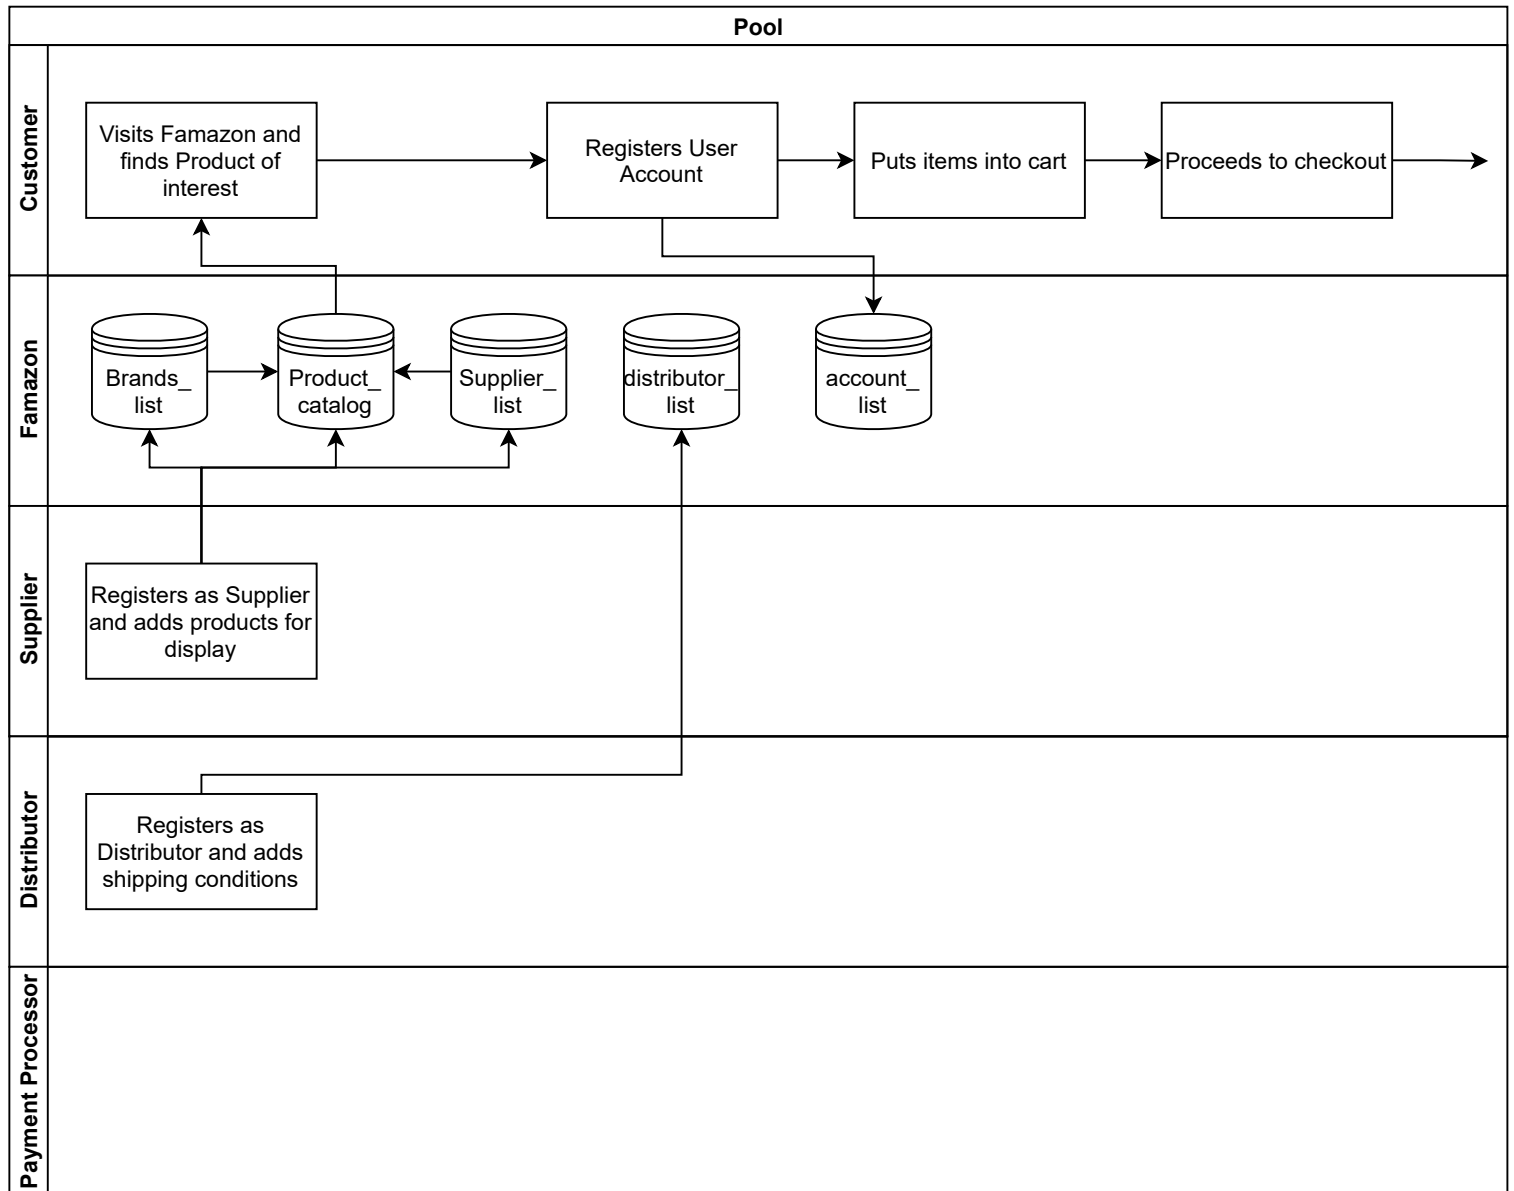 Pool
Customer
Visits Famazon and
finds Product of
interest
Registers User
Account
Puts items into cart
Proceeds to checkout
Famazon
Brands_
list
Product_
catalog
Supplier_
list
distributor_
list
account_
list
Supplier
Registers as Supplier
and adds products for
display
Distributor
Registers as
Distributor and adds
shipping conditions
Payment Processor